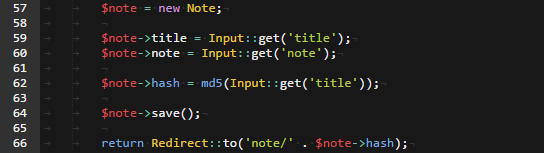 57 $note = new Note;
58
59 $note->title = Input::get('title');
60 $note->note = Input::get('note');
61
62 $note->hash = md5(Input::get('title'));
63
64 $note->save();
65
66 return Redirect::to('note/' . $note->hash);